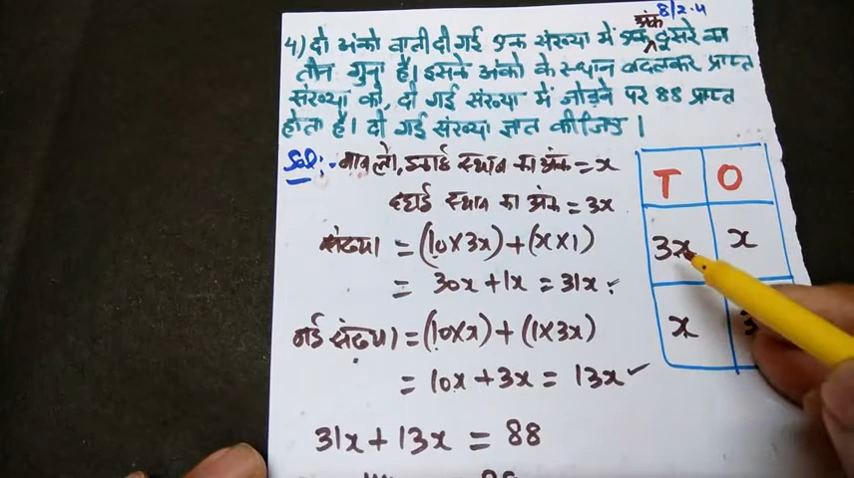 8/2.4
4) दो अंको वाली दी गई एक संख्या में एक अंक दूसरे का
तीन गुना है। इसके अंको के स्थान बदलकर प्राप्त
संख्या को, दी गई संख्या में जोड़ने पर 88 प्राप्त
होता है। दी गई संख्या ज्ञात कीजिए।
Sol:- मान लो, इकाई स्थान का अंक = x
दहाई स्थान का अंक = 3x
संख्या = (10×3x)+(x×1)
= 30x+1x = 31x
नई संख्या = (10×x)+(1×3x)
= 10x+3x = 13x
31x+13x = 88
T O
3x x
x 3